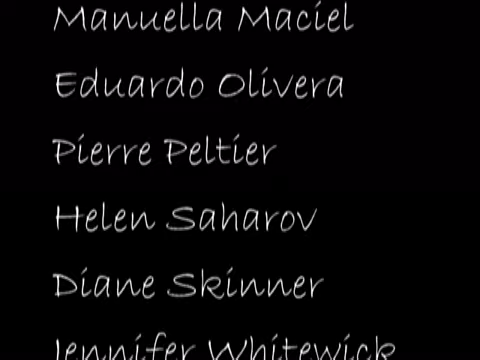 Manuella Maciel
Eduardo Olivera
Pierre Peltier
Helen Saharov
Diane Skinner
Jennifer Whitewick